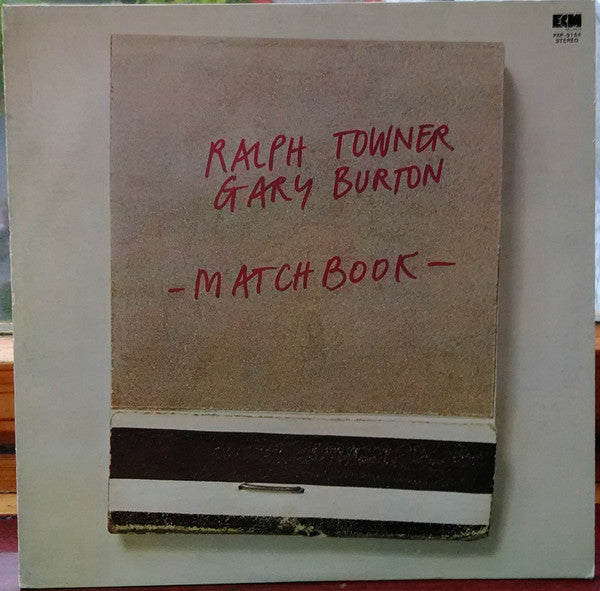 ECM
STEREO
RALPH TOWNER
GARY BURTON
- MATCHBOOK -